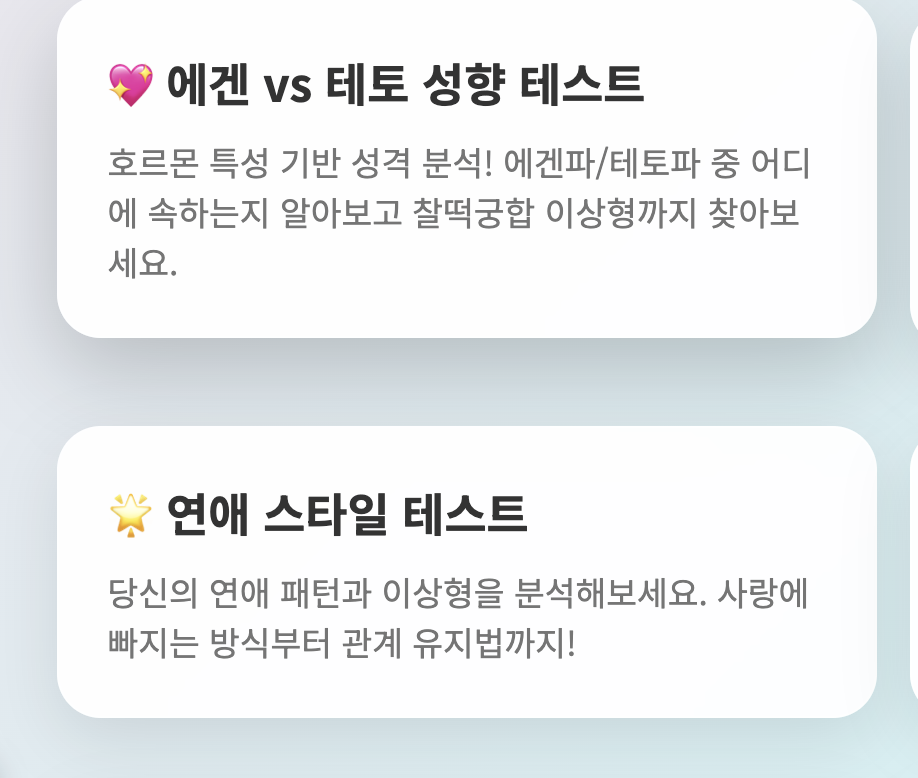 💖 에겐 vs 테토 성향 테스트
호르몬 특성 기반 성격 분석! 에겐파/테토파 중 어디
에 속하는지 알아보고 찰떡궁합 이상형까지 찾아보
세요.
🌟 연애 스타일 테스트
당신의 연애 패턴과 이상형을 분석해보세요. 사랑에
빠지는 방식부터 관계 유지법까지!